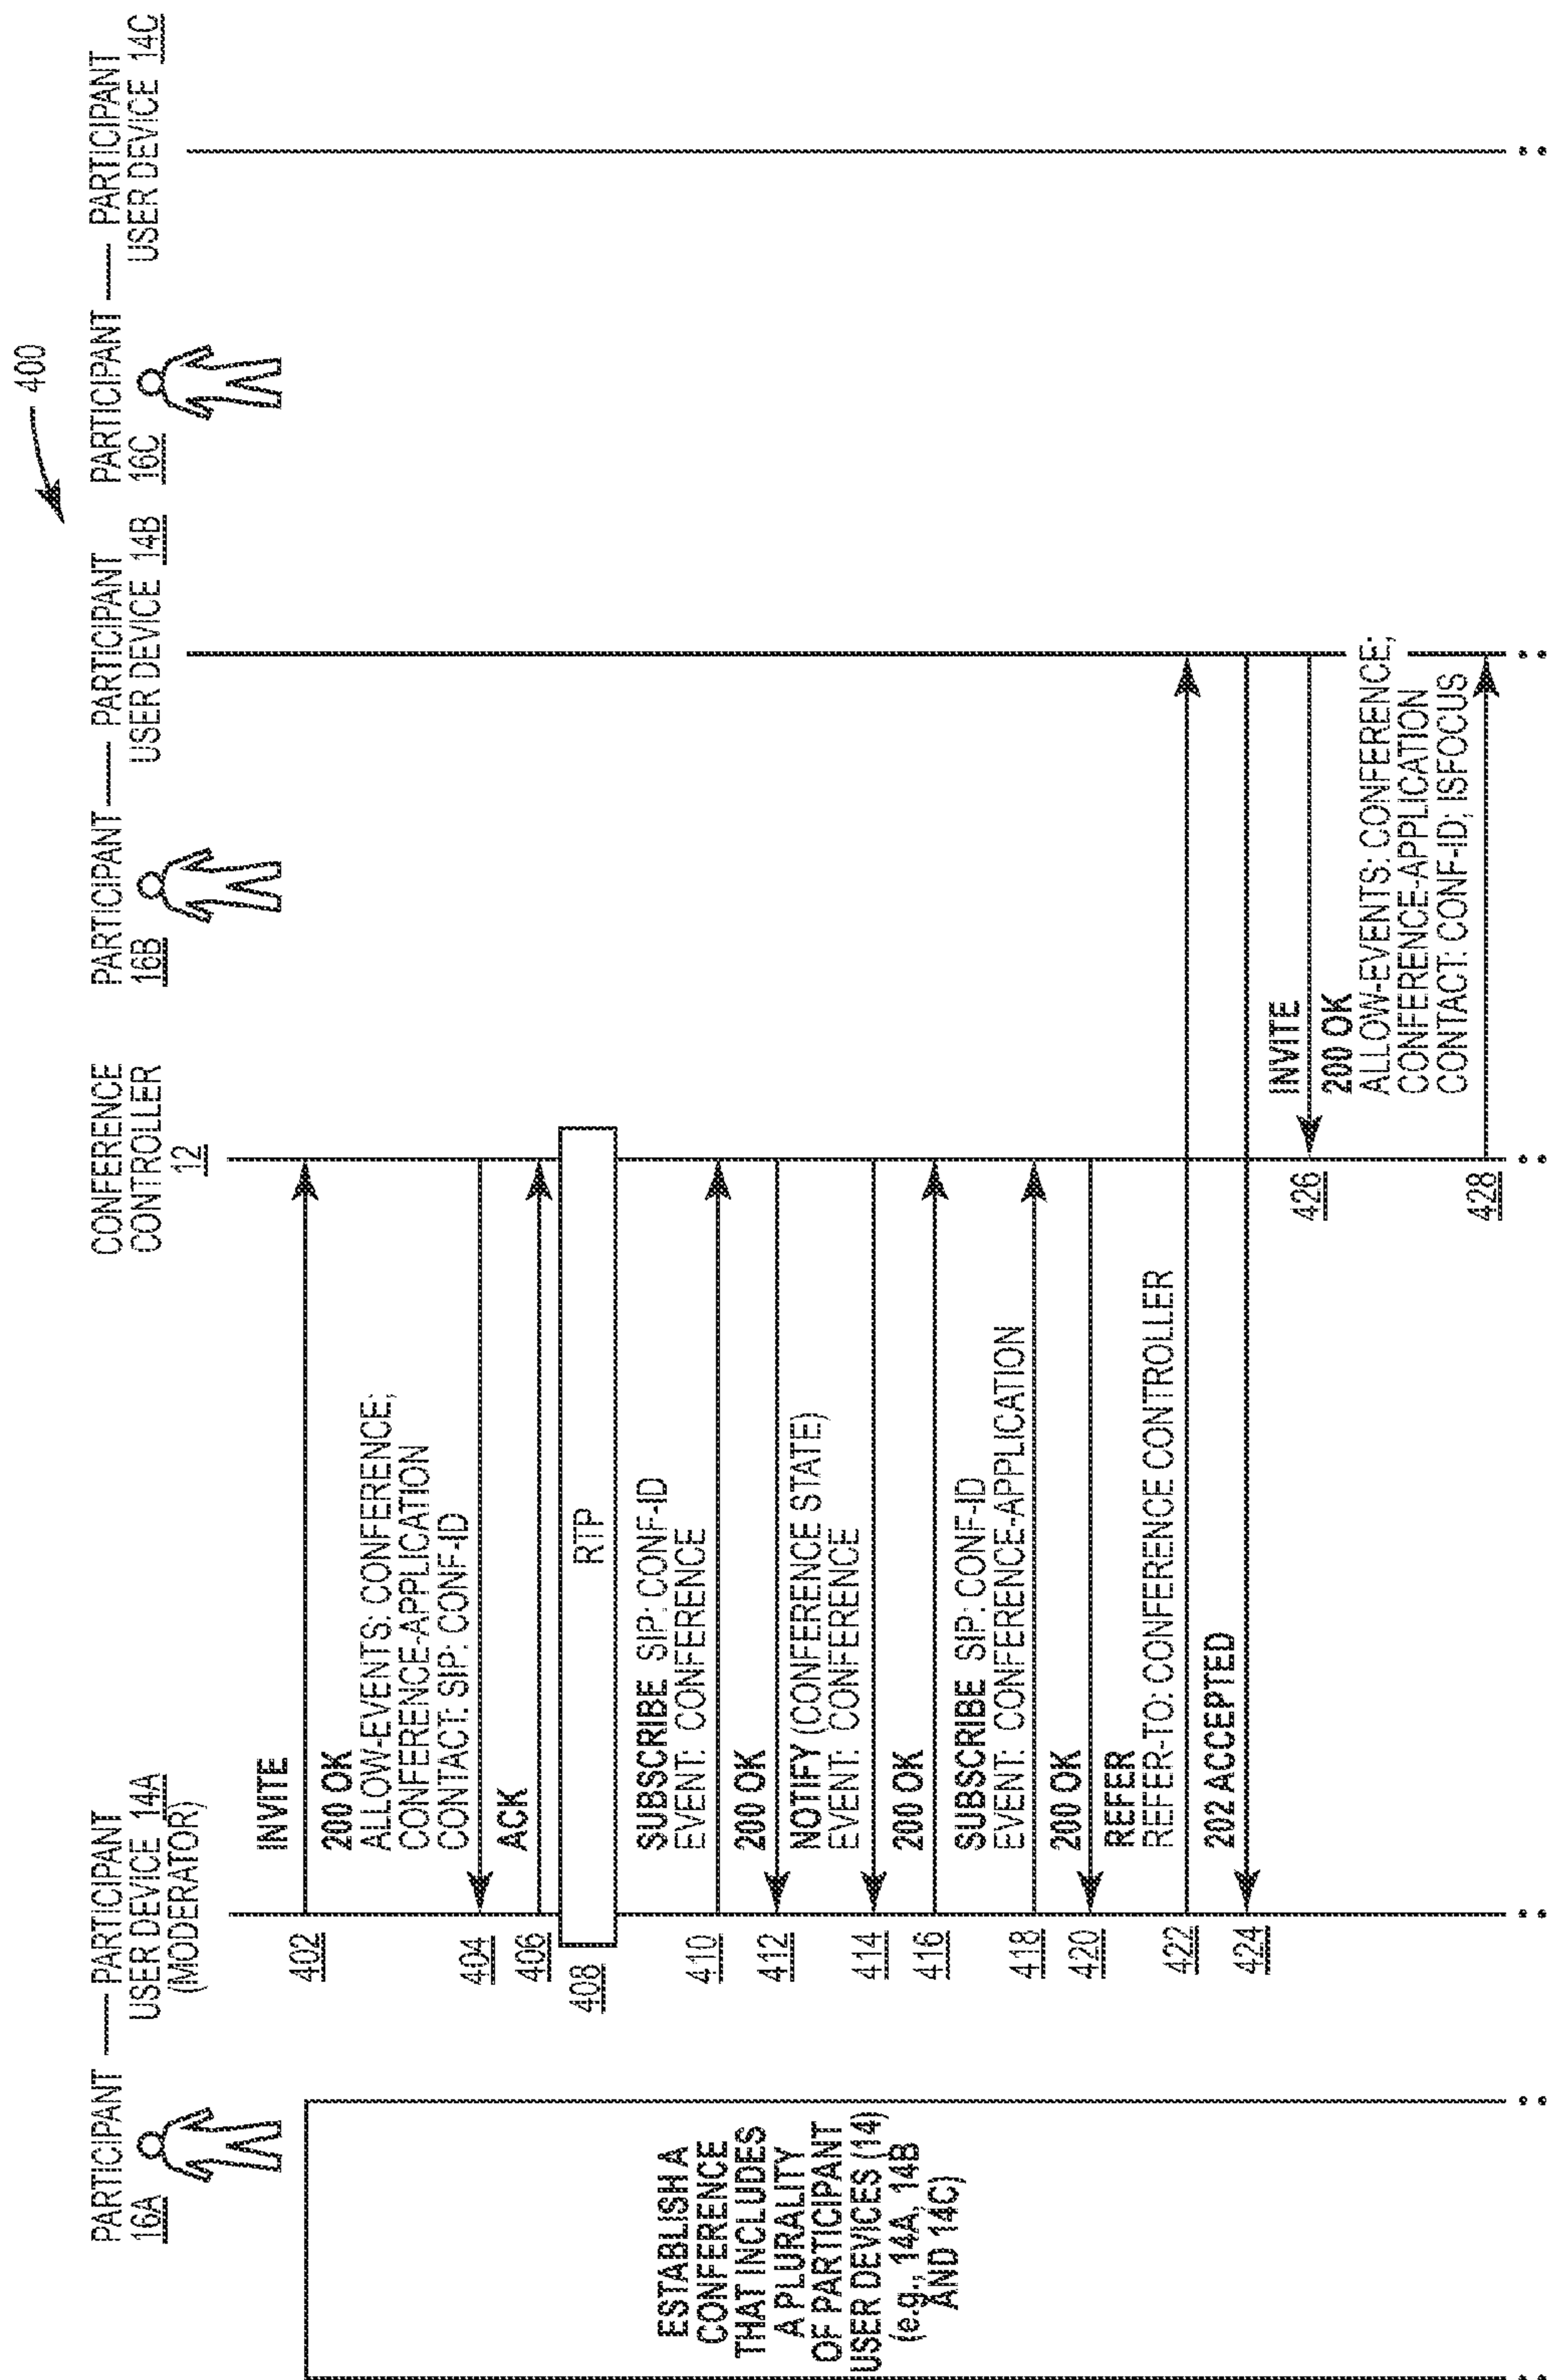 400
PARTICIPANT — PARTICIPANT
16A
USER DEVICE 14A
(MODERATOR)
CONFERENCE
CONTROLLER
12
PARTICIPANT — PARTICIPANT
16B
USER DEVICE 14B
PARTICIPANT — PARTICIPANT
16C
USER DEVICE 14C
ESTABLISH A
CONFERENCE
THAT INCLUDES
A PLURALITY
OF PARTICIPANT
USER DEVICES (14)
(e.g., 14A, 14B
AND 14C)
INVITE
402
200 OK
ALLOW-EVENTS: CONFERENCE;
CONFERENCE-APPLICATION
CONTACT: SIP: CONF-ID
404
ACK
406
RTP
408
SUBSCRIBE SIP: CONF-ID
EVENT: CONFERENCE
410
200 OK
412
NOTIFY (CONFERENCE STATE)
EVENT: CONFERENCE
414
200 OK
416
SUBSCRIBE SIP: CONF-ID
EVENT: CONFERENCE-APPLICATION
418
200 OK
420
REFER
REFER-TO: CONFERENCE CONTROLLER
422
202 ACCEPTED
424
INVITE
426
200 OK
ALLOW-EVENTS: CONFERENCE;
CONFERENCE-APPLICATION
CONTACT: CONF-ID; ISFOCUS
428